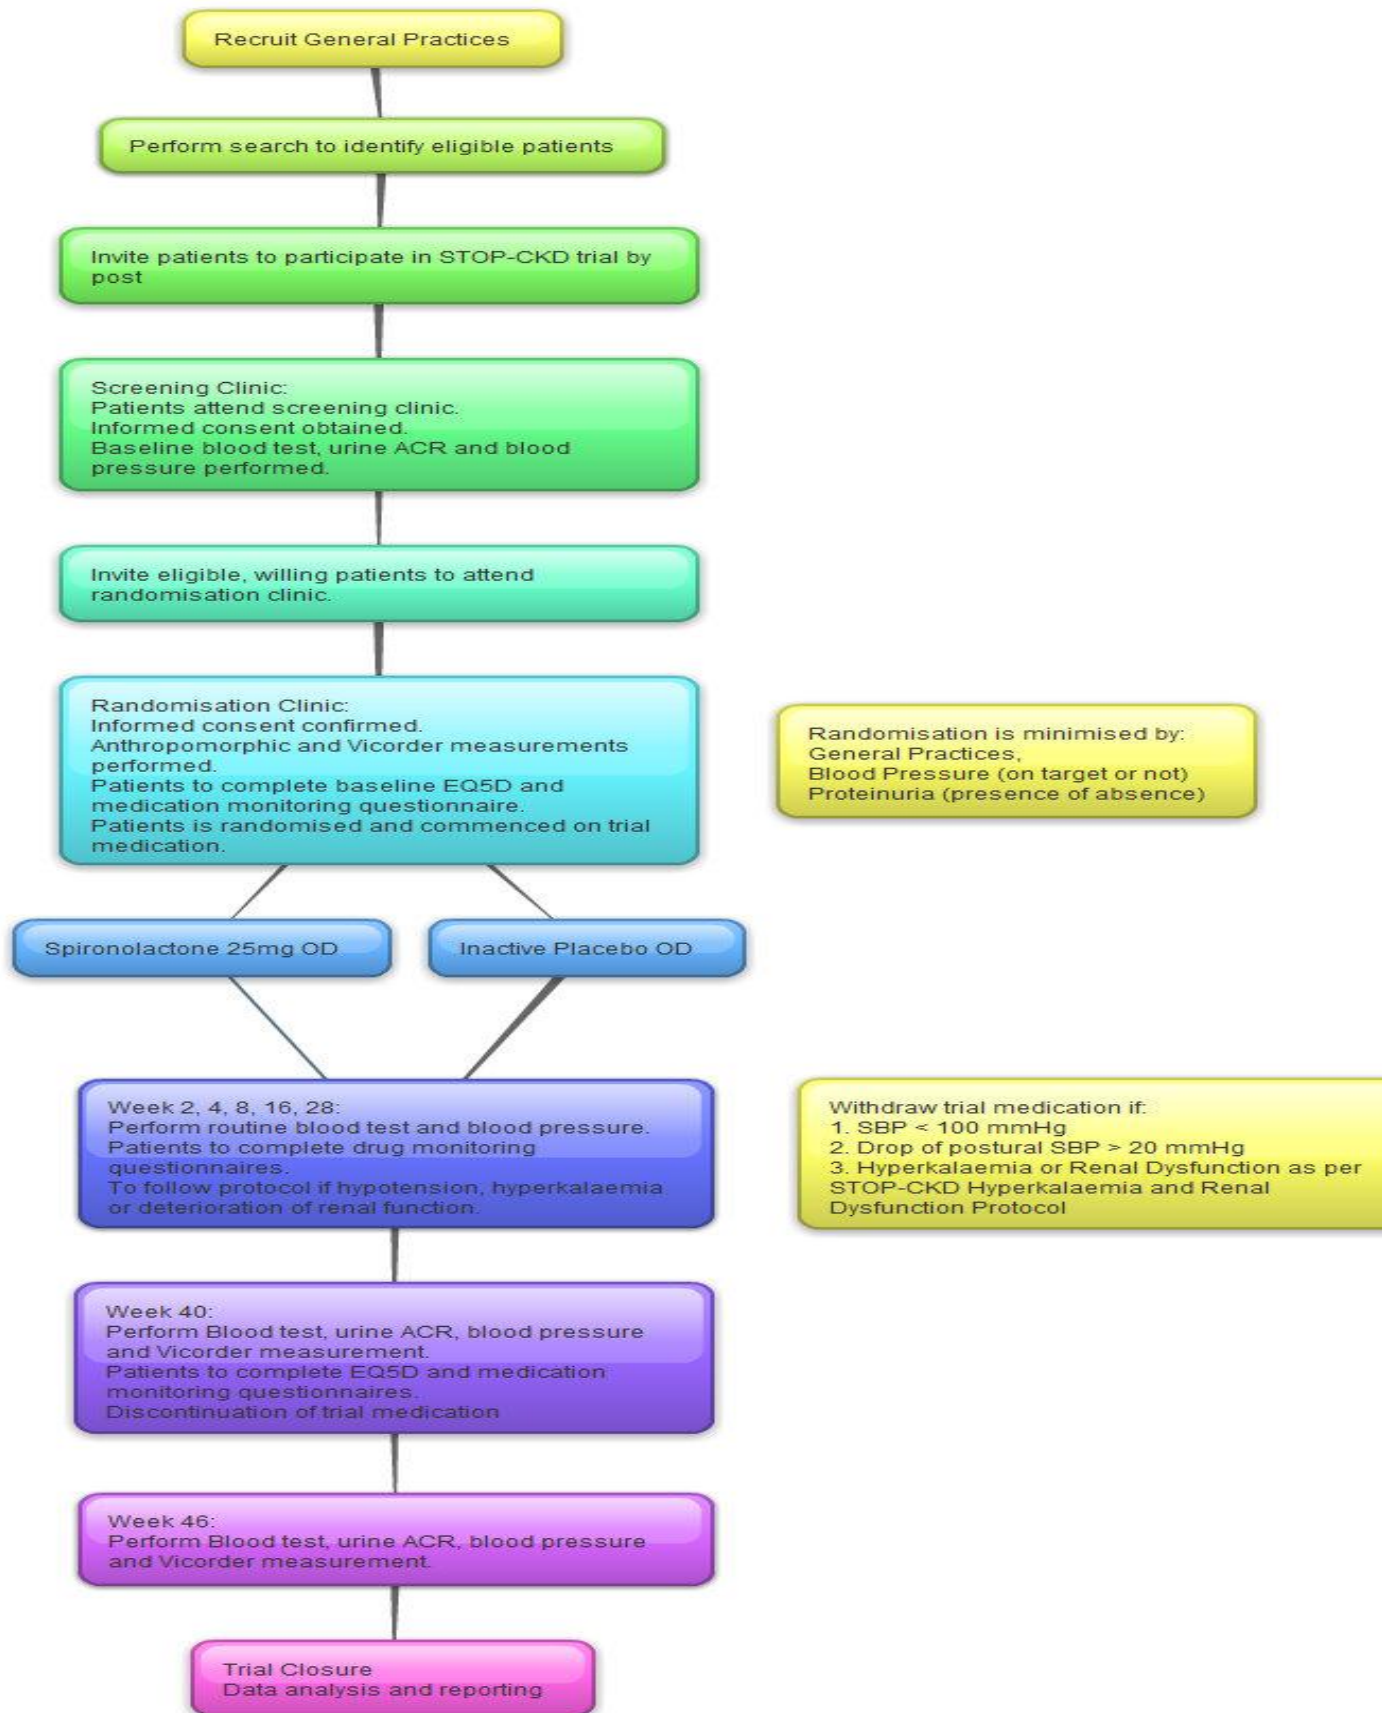 Recruit General Practices
Perform search to identify eligible patients
Invite patients to participate in STOP-CKD trial by
post
Screening Clinic:
Patients attend screening clinic.
Informed consent obtained.
Baseline blood test, urine ACR and blood
pressure performed.
Invite eligible, willing patients to attend
randomisation clinic.
Randomisation Clinic:
Informed consent confirmed.
Anthropomorphic and Vicorder measurements
performed.
Patients to complete baseline EQ5D and
medication monitoring questionnaire.
Patients is randomised and commenced on trial
medication.
Randomisation is minimised by:
General Practices,
Blood Pressure (on target or not)
Proteinuria (presence of absence)
Spironolactone 25mg OD
Inactive Placebo OD
Week 2, 4, 8, 16, 28:
Perform routine blood test and blood pressure.
Patients to complete drug monitoring
questionnaires.
To follow protocol if hypotension, hyperkalaemia
or deterioration of renal function.
Withdraw trial medication if:
1. SBP < 100 mmHg
2. Drop of postural SBP > 20 mmHg
3. Hyperkalaemia or Renal Dysfunction as per
STOP-CKD Hyperkalaemia and Renal
Dysfunction Protocol
Week 40:
Perform Blood test, urine ACR, blood pressure
and Vicorder measurement.
Patients to complete EQ5D and medication
monitoring questionnaires.
Discontinuation of trial medication
Week 46:
Perform Blood test, urine ACR, blood pressure
and Vicorder measurement.
Trial Closure
Data analysis and reporting